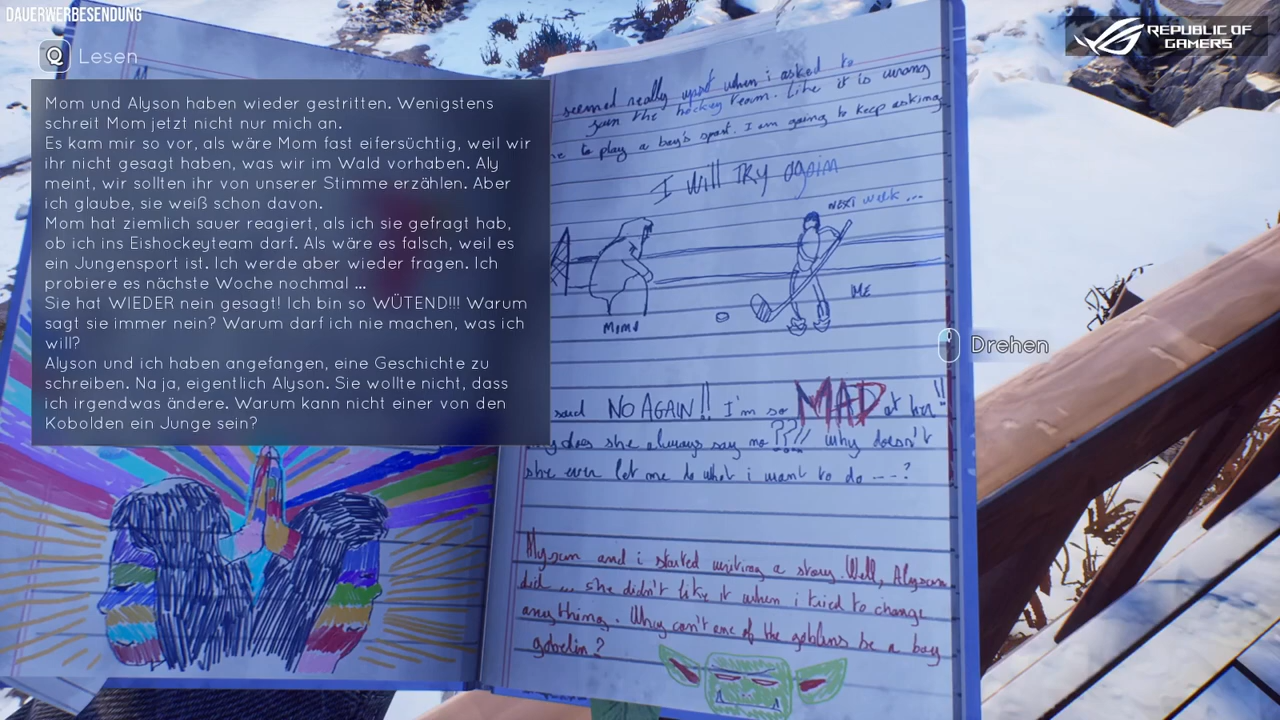 DAUERWERBESENDUNG
REPUBLIC OF
GAMERS
Q Lesen
Mom und Alyson haben wieder gestritten. Wenigstens
schreit Mom jetzt nicht nur mich an.
Es kam mir so vor, als wäre Mom fast eifersüchtig, weil wir
ihr nicht gesagt haben, was wir im Wald vorhaben. Aly
meint, wir sollten ihr von unserer Stimme erzählen. Aber
ich glaube, sie weiß schon davon.
Mom hat ziemlich sauer reagiert, als ich sie gefragt hab,
ob ich ins Eishockeyteam darf. Als wäre es falsch, weil es
ein Jungensport ist. Ich werde aber wieder fragen. Ich
probiere es nächste Woche nochmal ...
Sie hat WIEDER nein gesagt! Ich bin so WÜTEND!!! Warum
sagt sie immer nein? Warum darf ich nie machen, was ich
will?
Alyson und ich haben angefangen, eine Geschichte zu
schreiben. Na ja, eigentlich Alyson. Sie wollte nicht, dass
ich irgendwas ändere. Warum kann nicht einer von den
Kobolden ein Junge sein?
seemed really upset when i asked to
join the hockey team. Like it is wrong
to play a boy's sport. I am going to keep asking
I will TRY again
NEXT week ...
MOM
ME
said NO AGAIN!! I'm so MAD at her!!
does she always say no ??!! why doesn't
she ever let me do what i want to do ---?
Alyson and i started writing a story. Well, Alyson
did ... she didn't like it when i tried to change
anything. Why can't one of the goblins be a boy
gobelin?
Drehen